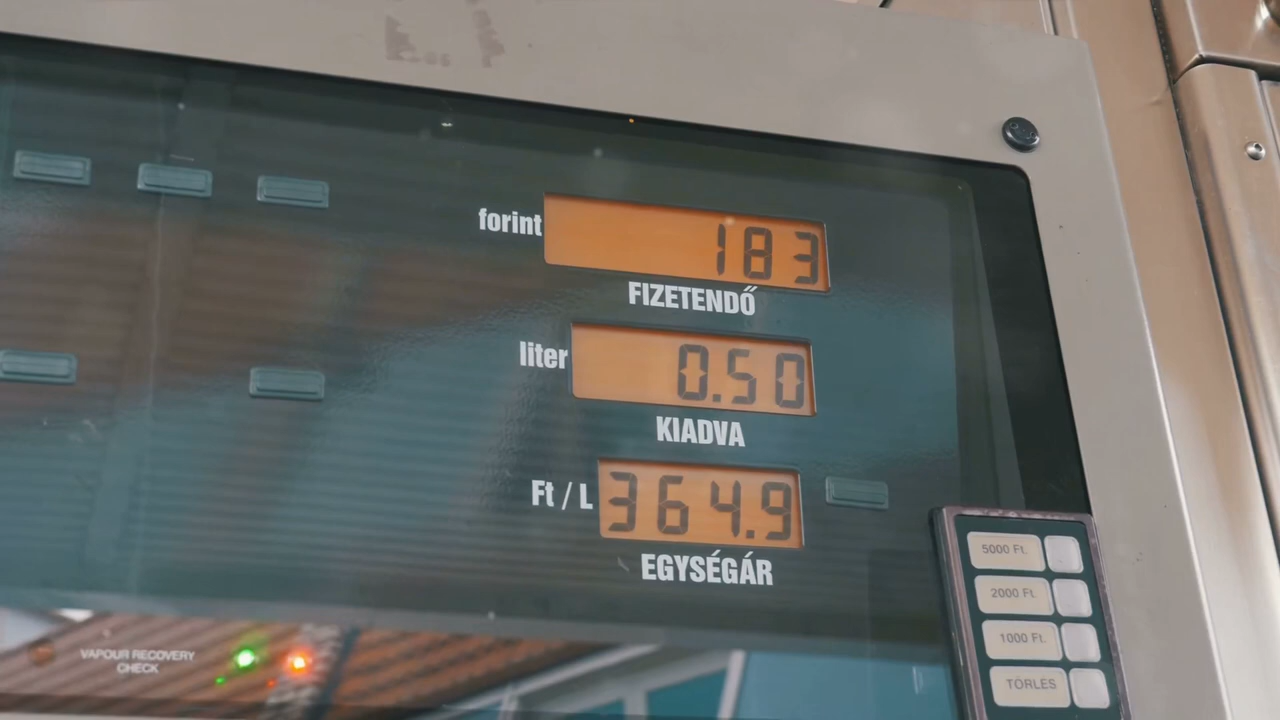 forint 183
FIZETENDŐ
liter 0.50
KIADVA
Ft / L 364.9
EGYSÉGÁR
5000 Ft.
2000 Ft.
1000 Ft.
TÖRLÉS
VAPOUR RECOVERY
CHECK